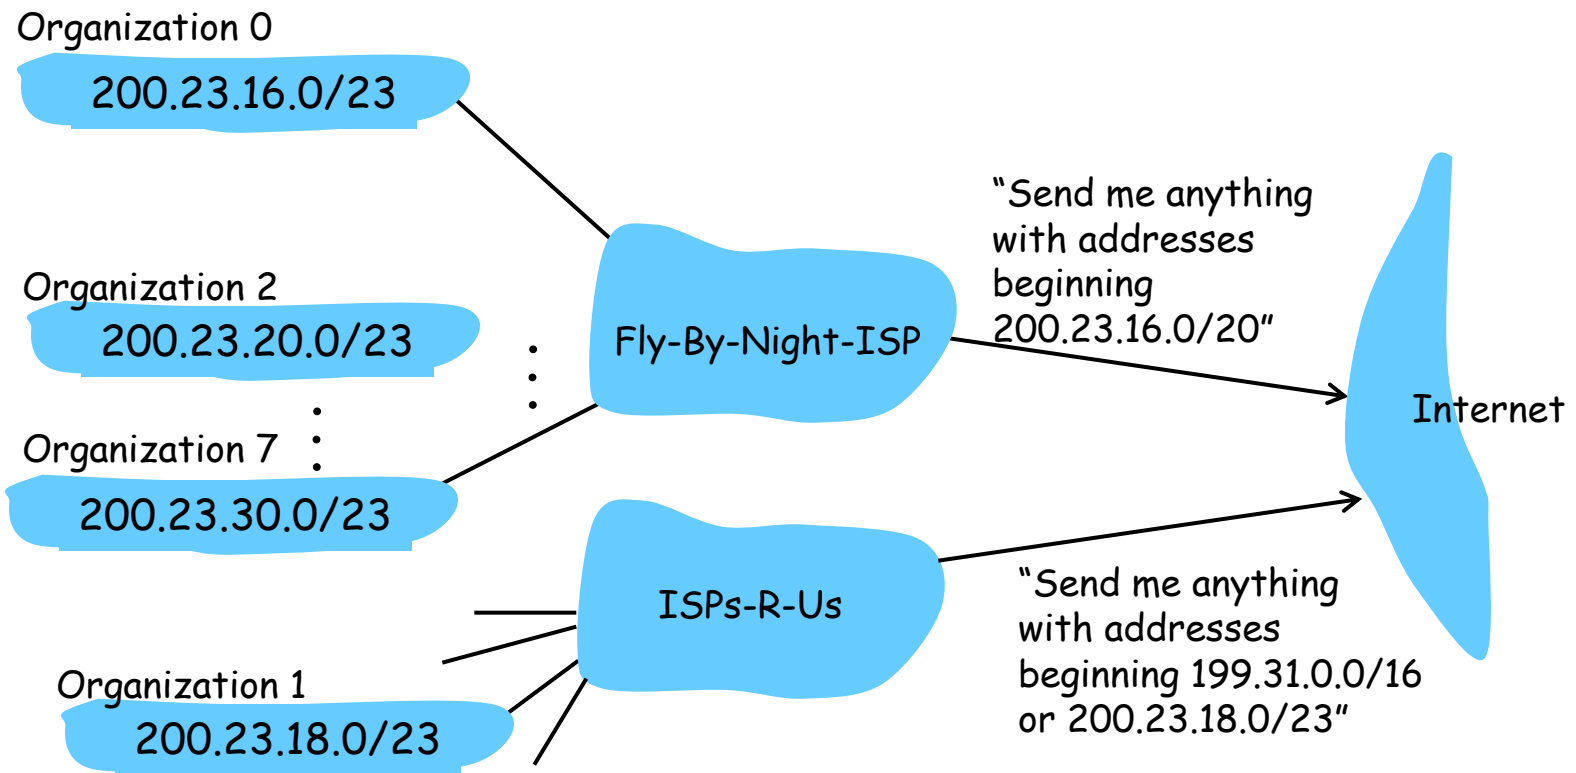 Organization 0
200.23.16.0/23
Organization 2
200.23.20.0/23
Organization 7
200.23.30.0/23
Fly-By-Night-ISP
“Send me anything
with addresses
beginning
200.23.16.0/20”
Internet
ISPs-R-Us
Organization 1
200.23.18.0/23
“Send me anything
with addresses
beginning 199.31.0.0/16
or 200.23.18.0/23”